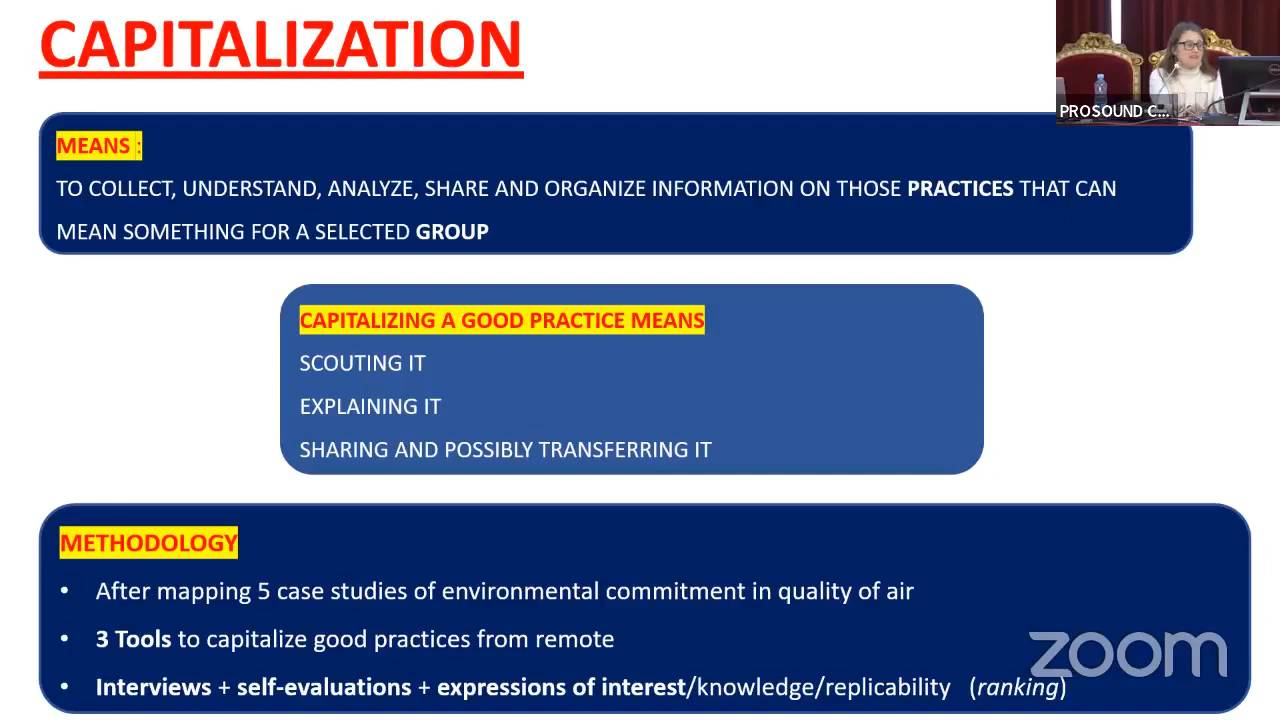 CAPITALIZATION
PROSOUND C...
MEANS :
TO COLLECT, UNDERSTAND, ANALYZE, SHARE AND ORGANIZE INFORMATION ON THOSE PRACTICES THAT CAN
MEAN SOMETHING FOR A SELECTED GROUP
CAPITALIZING A GOOD PRACTICE MEANS
SCOUTING IT
EXPLAINING IT
SHARING AND POSSIBLY TRANSFERRING IT
METHODOLOGY
• After mapping 5 case studies of environmental commitment in quality of air
• 3 Tools to capitalize good practices from remote
• Interviews + self-evaluations + expressions of interest/knowledge/replicability (ranking)
zoom